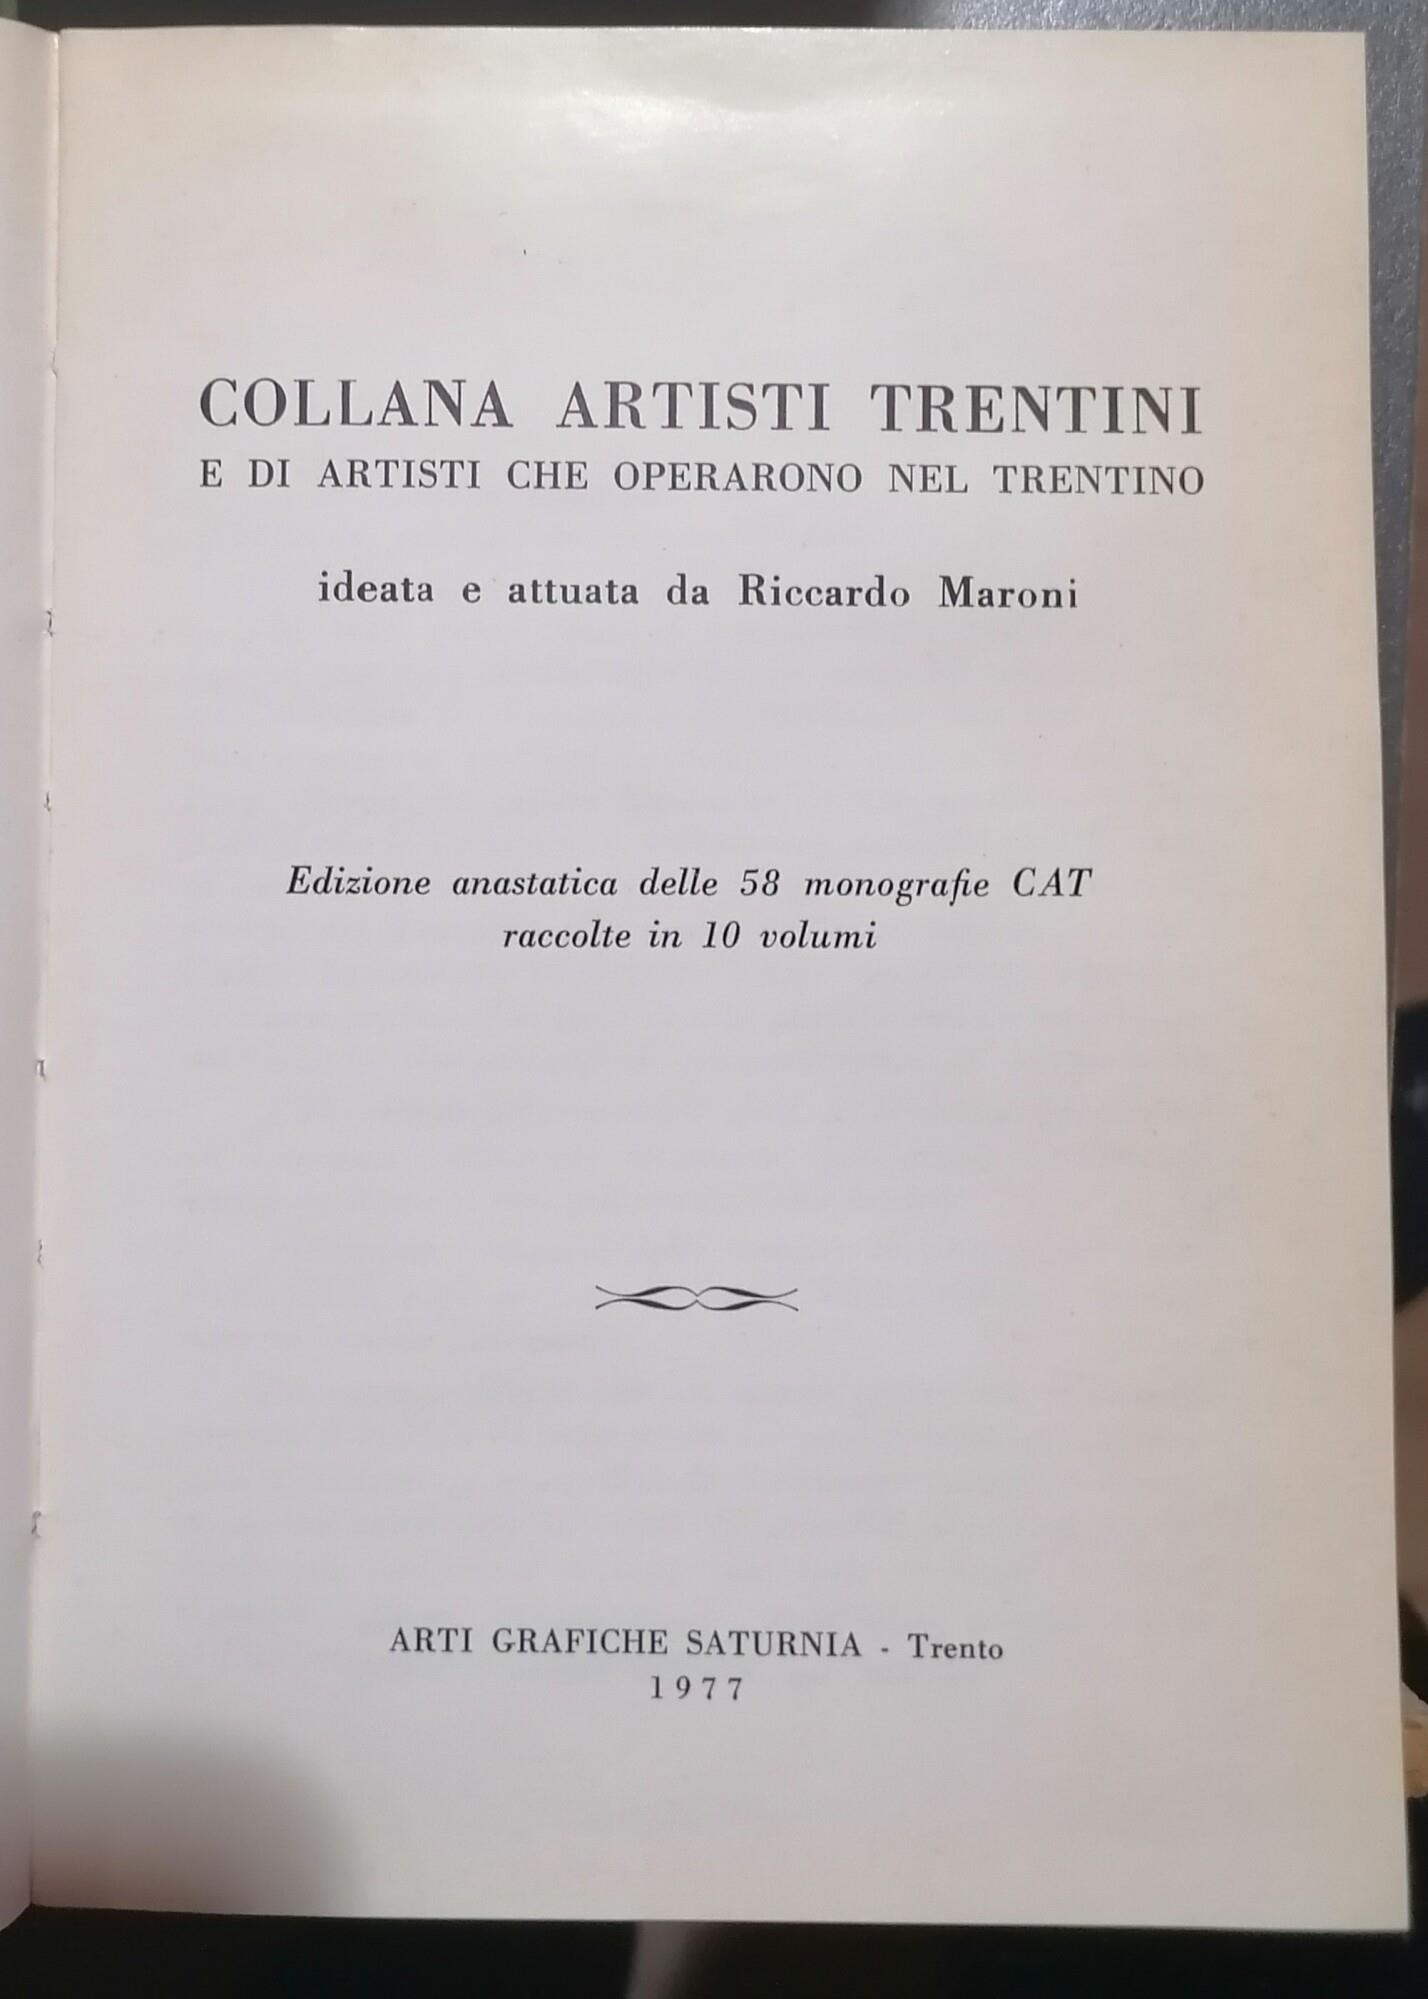 COLLANA ARTISTI TRENTINI
E DI ARTISTI CHE OPERARONO NEL TRENTINO
ideata e attuata da Riccardo Maroni
Edizione anastatica delle 58 monografie CAT
raccolte in 10 volumi
ARTI GRAFICHE SATURNIA - Trento
1977